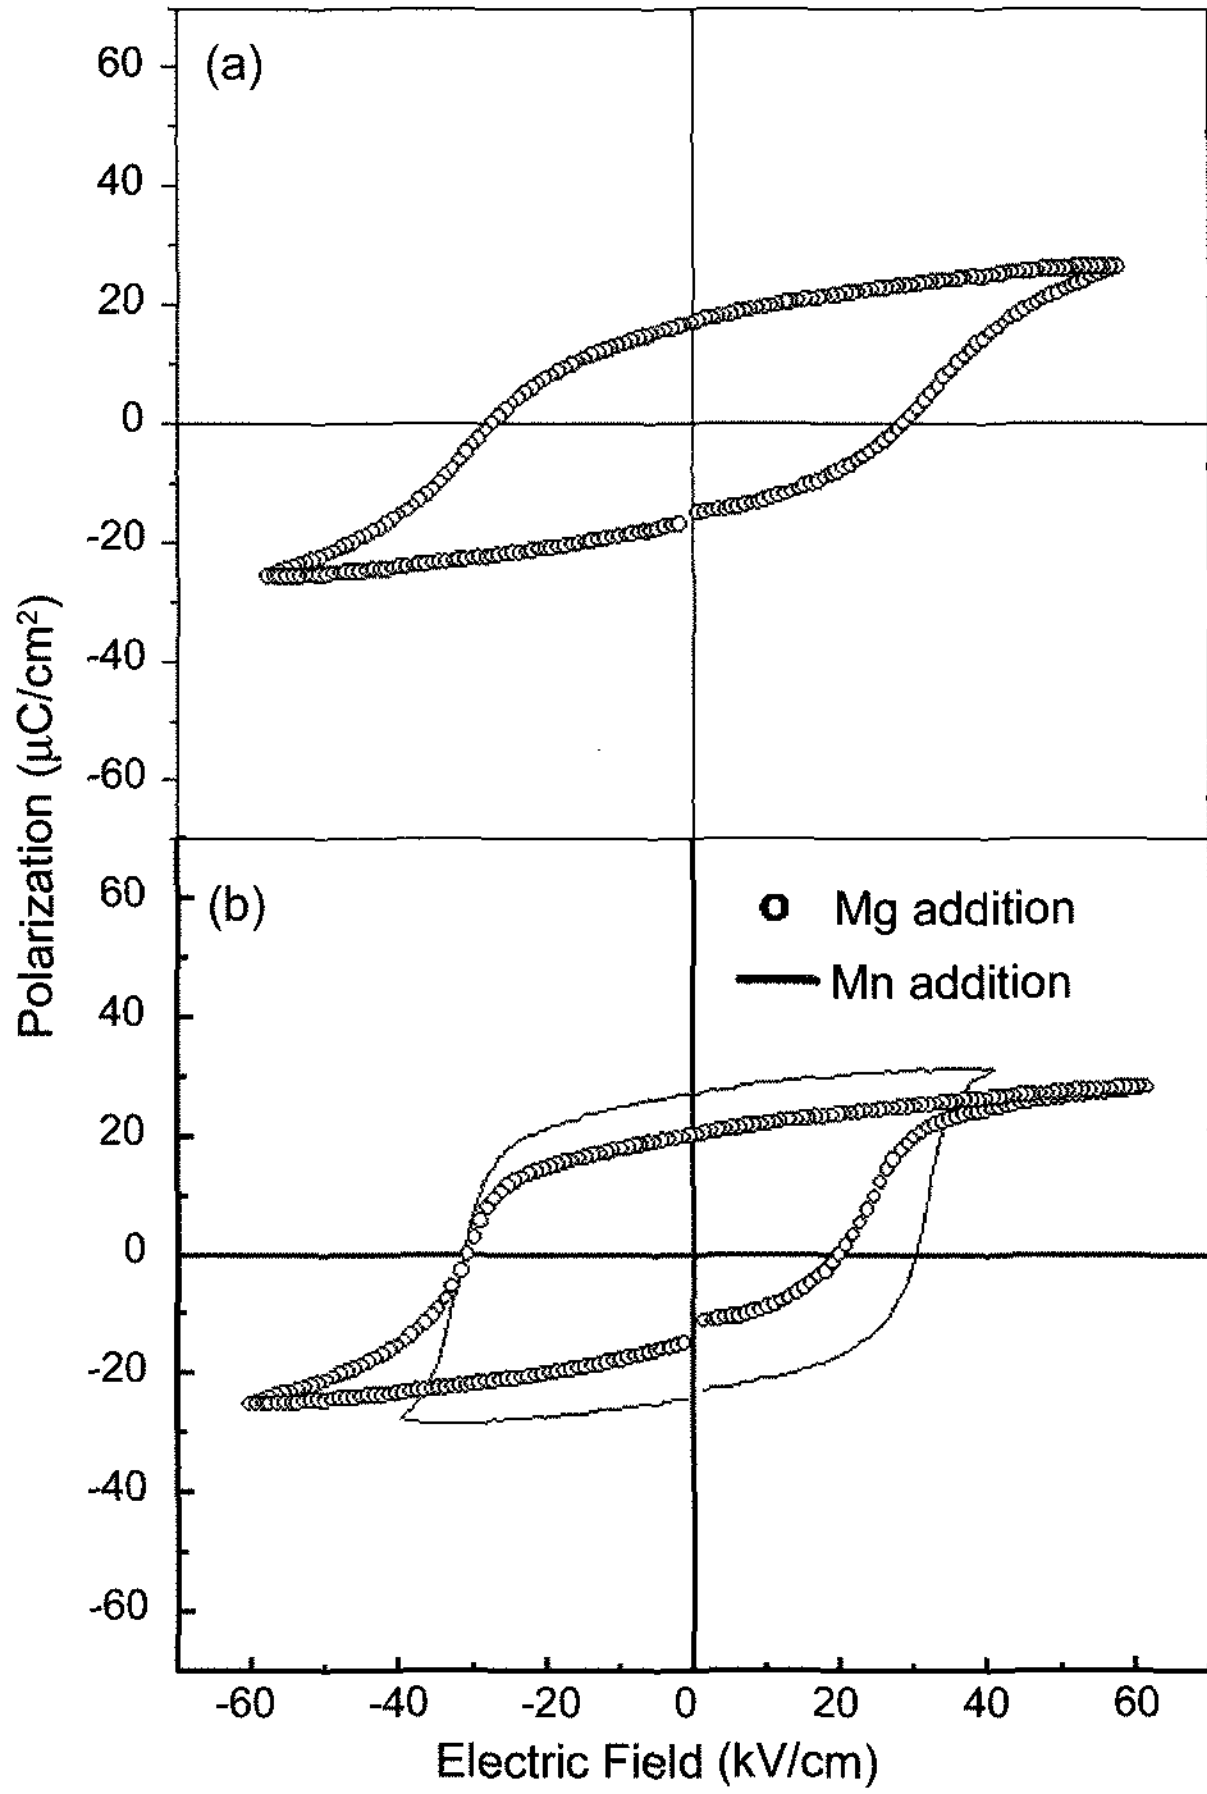 Polarization (μC/cm²)
(a)
60
40
20
0
-20
-40
-60
(b)
60
40
20
0
-20
-40
-60
Mg addition
Mn addition
-60 -40 -20 0 20 40 60
Electric Field (kV/cm)